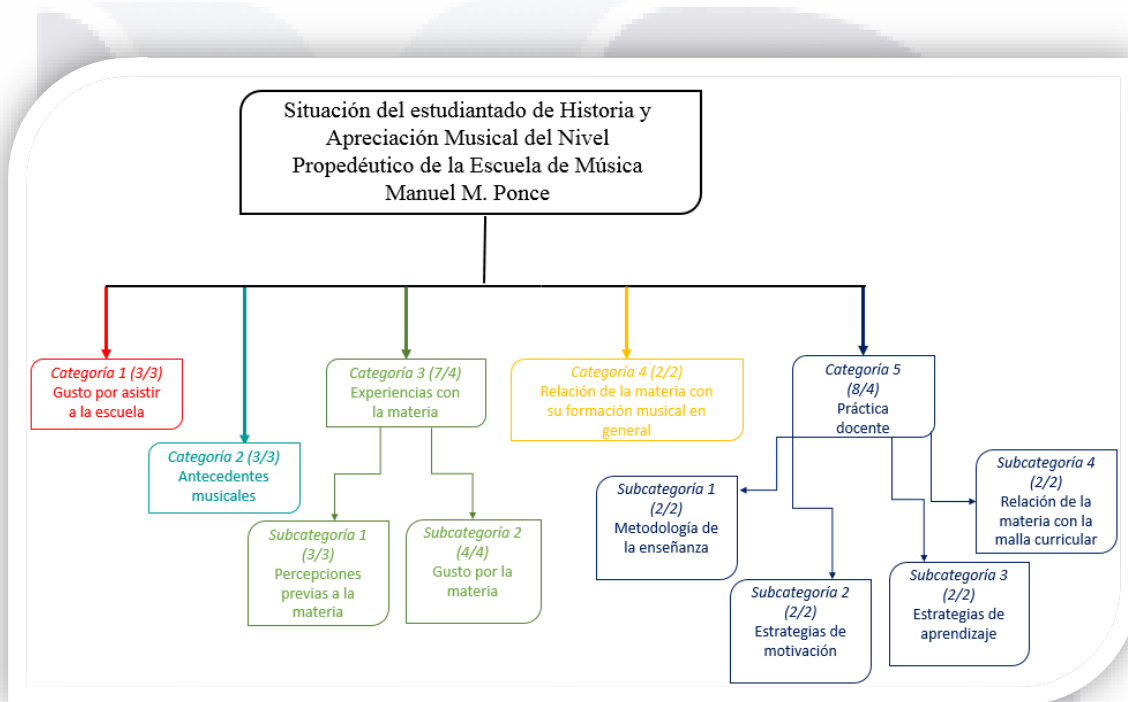 Situación del estudiantado de Historia y
Apreciación Musical del Nivel
Propedéutico de la Escuela de Música
Manuel M. Ponce
Categoría 1 (3/3)
Gusto por asistir
a la escuela
Categoría 2 (3/3)
Antecedentes
musicales
Categoría 3 (7/4)
Experiencias con
la materia
Subcategoría 1
(3/3)
Percepciones
previas a la
materia
Subcategoría 2
(4/4)
Gusto por la
materia
Categoría 4 (2/2)
Relación de la materia con
su formación musical en
general
Categoría 5
(8/4)
Práctica
docente
Subcategoría 1
(2/2)
Metodología de
la enseñanza
Subcategoría 2
(2/2)
Estrategias de
motivación
Subcategoría 3
(2/2)
Estrategias de
aprendizaje
Subcategoría 4
(2/2)
Relación de la
materia con la
malla curricular